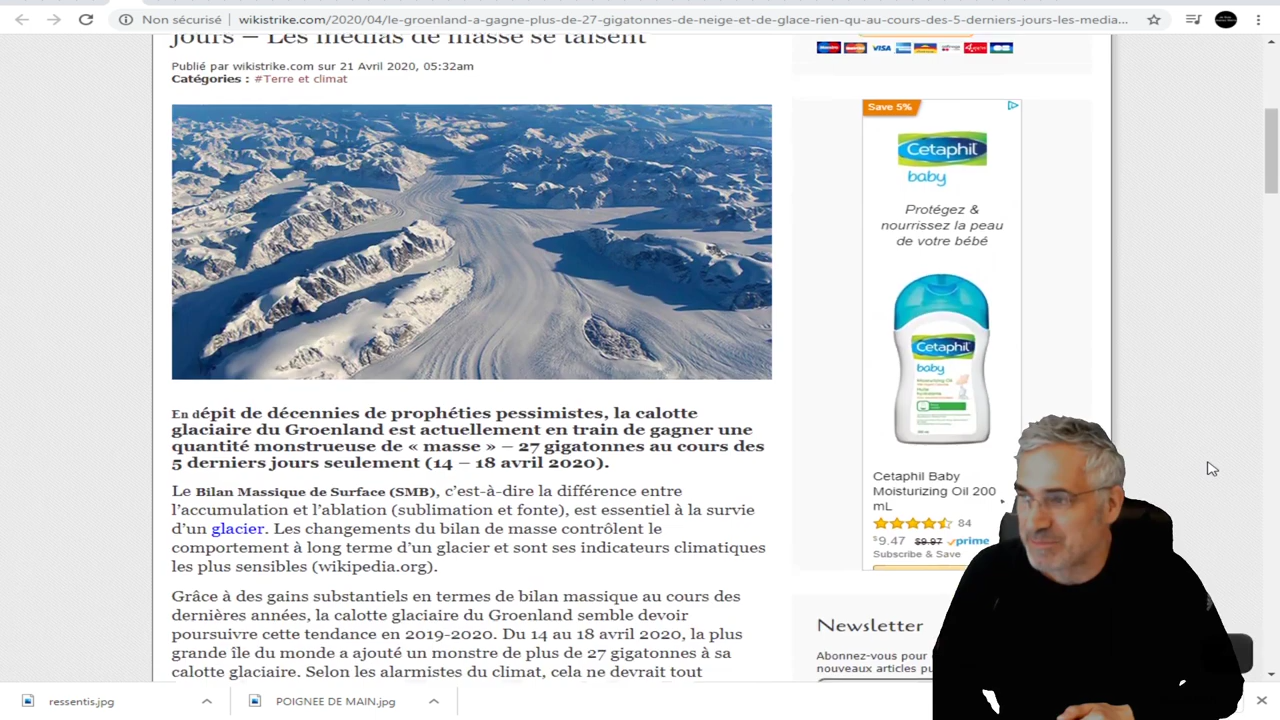 Non sécurisé
wikistrike.com/2020/04/le-groenland-a-gagne-plus-de-27-gigatonnes-de-neige-et-de-glace-rien-qu-au-cours-des-5-derniers-jours-les-media...
jours – Les médias de masse se taisent
Publié par wikistrike.com sur 21 Avril 2020, 05:32am
Catégories : #Terre et climat
En dépit de décennies de prophéties pessimistes, la calotte
glaciaire du Groenland est actuellement en train de gagner une
quantité monstrueuse de « masse » – 27 gigatonnes au cours des
5 derniers jours seulement (14 – 18 avril 2020).
Le Bilan Massique de Surface (SMB), c'est-à-dire la différence entre
l'accumulation et l'ablation (sublimation et fonte), est essentiel à la survie
d'un glacier. Les changements du bilan de masse contrôlent le
comportement à long terme d'un glacier et sont ses indicateurs climatiques
les plus sensibles (wikipedia.org).
Grâce à des gains substantiels en termes de bilan massique au cours des
dernières années, la calotte glaciaire du Groenland semble devoir
poursuivre cette tendance en 2019-2020. Du 14 au 18 avril 2020, la plus
grande île du monde a ajouté un monstre de plus de 27 gigatonnes à sa
calotte glaciaire. Selon les alarmistes du climat, cela ne devrait tout
VISA
Save 5%
Cetaphil
baby
Protégez &
nourrissez la peau
de votre bébé
Cetaphil
baby
Moisturizing Oil
Cetaphil Baby
Moisturizing Oil 200
mL
84
$9.47 $9.97 prime
Subscribe & Save
Newsletter
Abonnez-vous pour
nouveaux articles pu
ressentis.jpg
POIGNEE DE MAIN.jpg